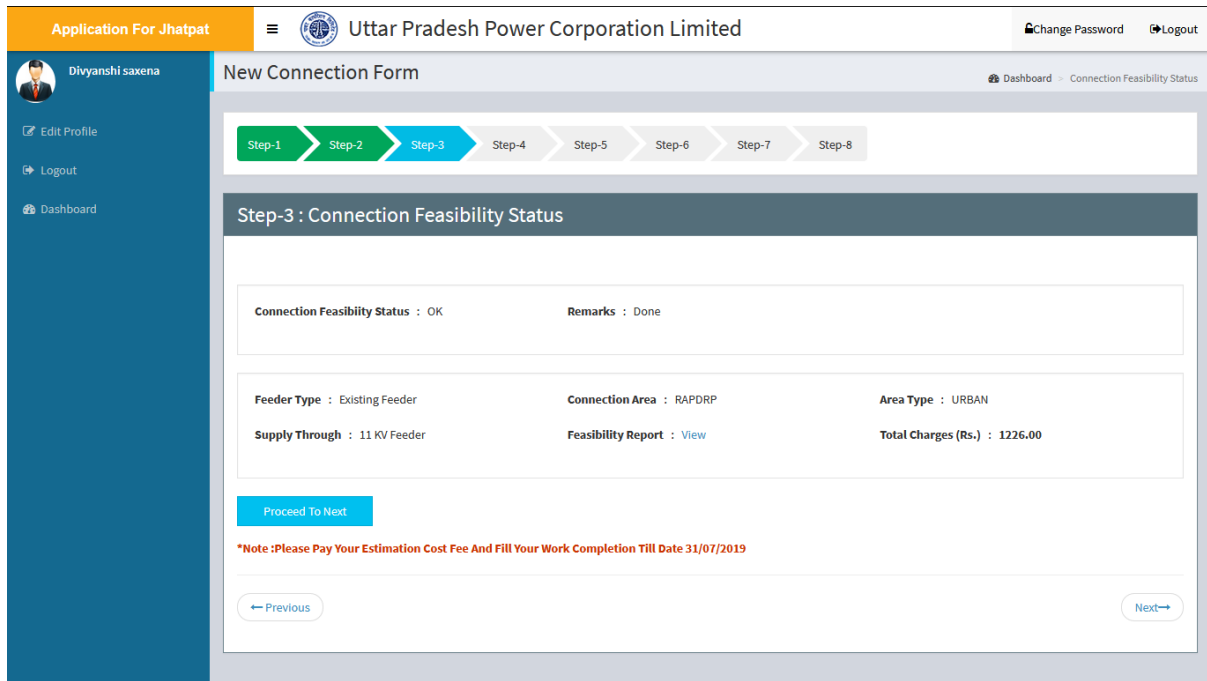 Application For Jhatpat
≡ Uttar Pradesh Power Corporation Limited Change Password Logout
Divyanshi saxena
New Connection Form
Dashboard > Connection Feasibility Status
Edit Profile
Logout
Dashboard
Step-1 Step-2 Step-3 Step-4 Step-5 Step-6 Step-7 Step-8
Step-3 : Connection Feasibility Status
Connection Feasibiity Status : OK Remarks : Done
Feeder Type : Existing Feeder Connection Area : RAPDRP Area Type : URBAN
Supply Through : 11 KV Feeder Feasibility Report : View Total Charges (Rs.) : 1226.00
Proceed To Next
*Note :Please Pay Your Estimation Cost Fee And Fill Your Work Completion Till Date 31/07/2019
← Previous Next→